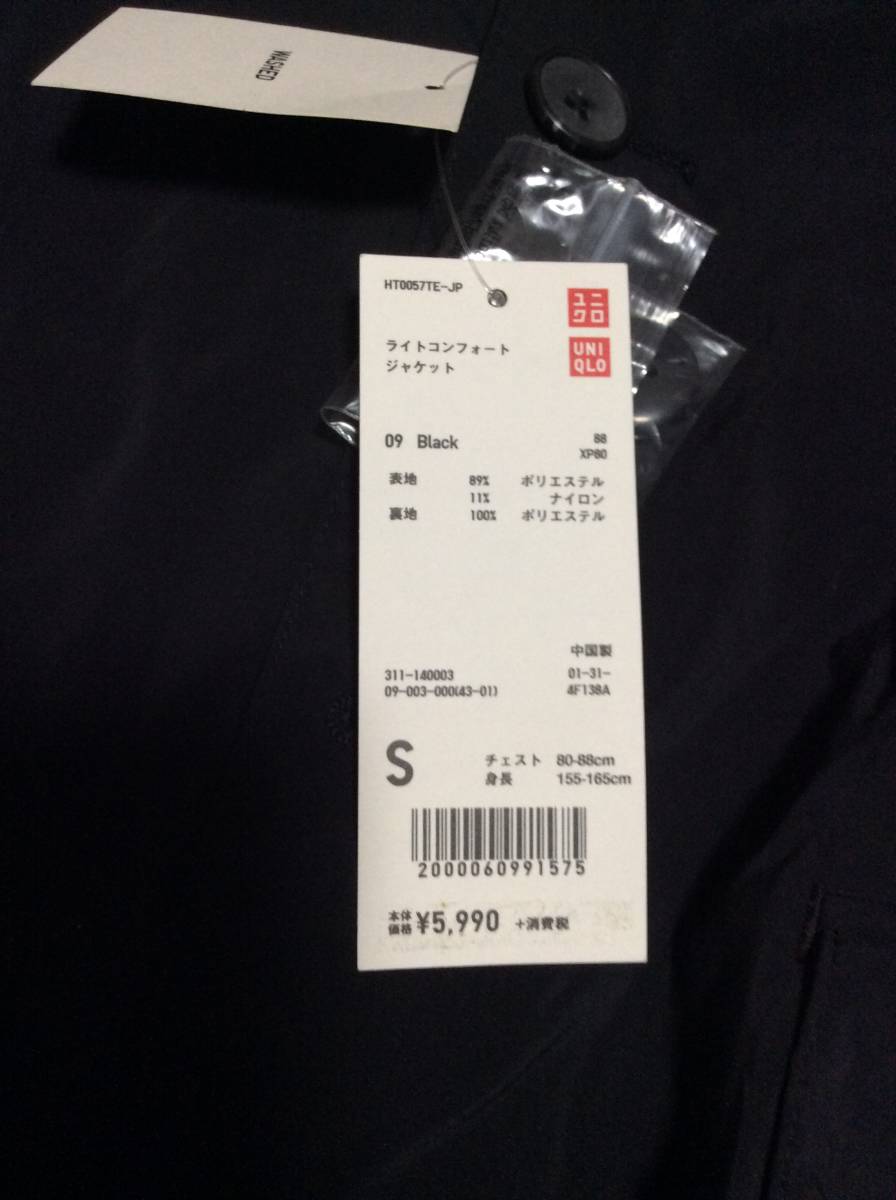 WASHED
HT0057TE-JP
ユニ
クロ
UNI
QLO
ライトコンフォート
ジャケット
09 Black
88
XP80
表地 89% ポリエステル
11% ナイロン
裏地 100% ポリエステル
中国製
311-140003 01-31-
09-003-000(43-01) 4F138A
S
チェスト 80-88cm
身長 155-165cm
2000060991575
本体価格 ¥5,990 +消費税